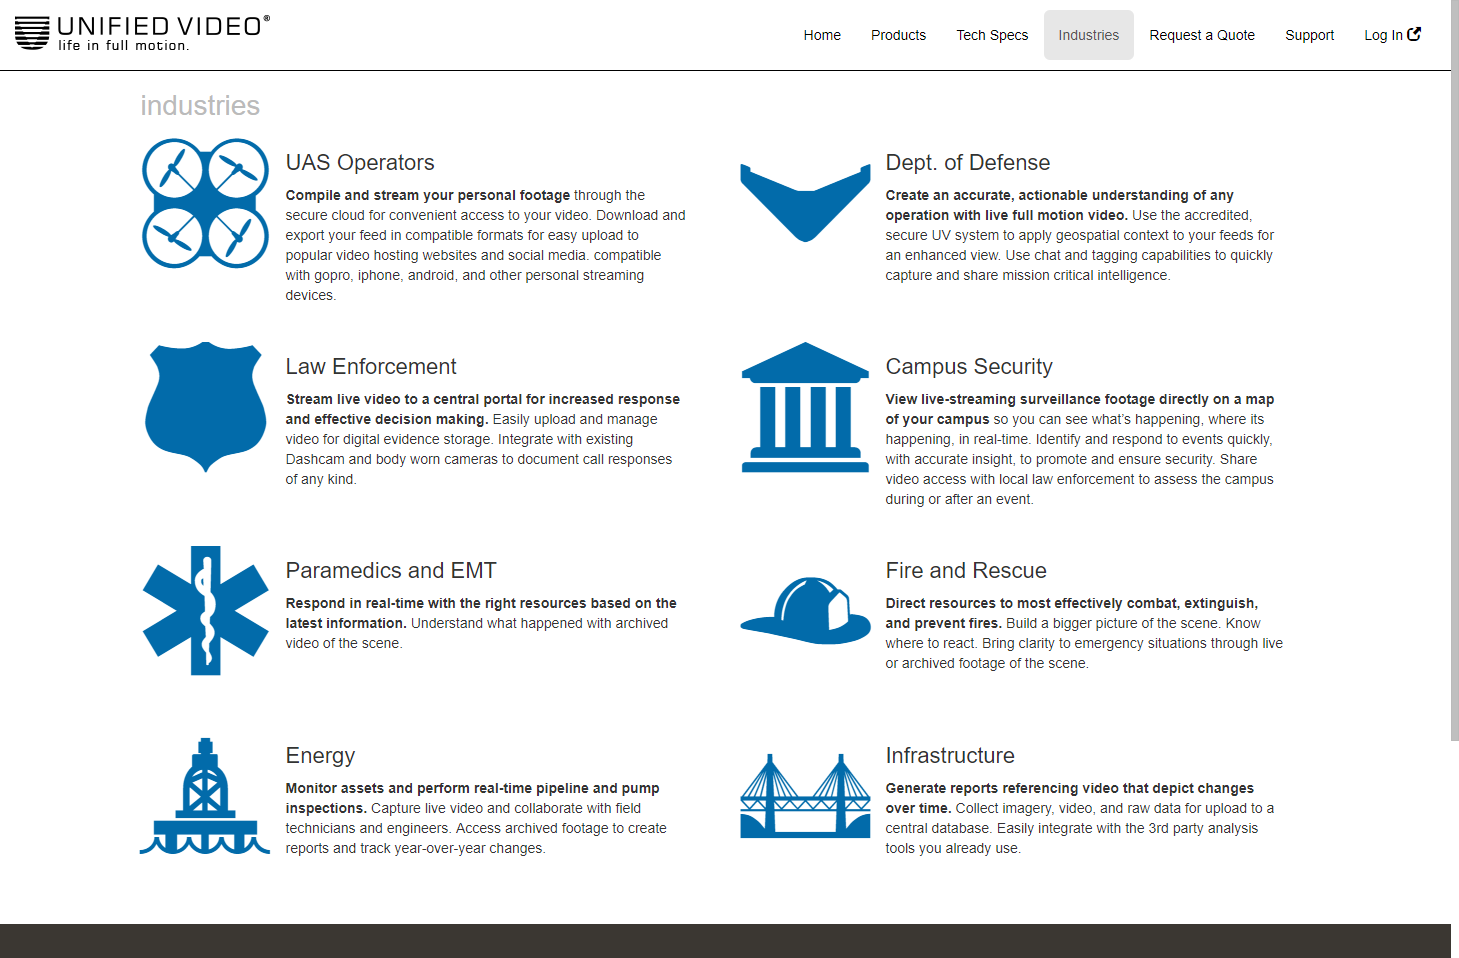 UNIFIED VIDEO®
life in full motion.
Home Products Tech Specs Industries Request a Quote Support Log In
industries
UAS Operators
Compile and stream your personal footage through the
secure cloud for convenient access to your video. Download and
export your feed in compatible formats for easy upload to
popular video hosting websites and social media. compatible
with gopro, iphone, android, and other personal streaming
devices.
Dept. of Defense
Create an accurate, actionable understanding of any
operation with live full motion video. Use the accredited,
secure UV system to apply geospatial context to your feeds for
an enhanced view. Use chat and tagging capabilities to quickly
capture and share mission critical intelligence.
Law Enforcement
Stream live video to a central portal for increased response
and effective decision making. Easily upload and manage
video for digital evidence storage. Integrate with existing
Dashcam and body worn cameras to document call responses
of any kind.
Campus Security
View live-streaming surveillance footage directly on a map
of your campus so you can see what’s happening, where its
happening, in real-time. Identify and respond to events quickly,
with accurate insight, to promote and ensure security. Share
video access with local law enforcement to assess the campus
during or after an event.
Paramedics and EMT
Respond in real-time with the right resources based on the
latest information. Understand what happened with archived
video of the scene.
Fire and Rescue
Direct resources to most effectively combat, extinguish,
and prevent fires. Build a bigger picture of the scene. Know
where to react. Bring clarity to emergency situations through live
or archived footage of the scene.
Energy
Monitor assets and perform real-time pipeline and pump
inspections. Capture live video and collaborate with field
technicians and engineers. Access archived footage to create
reports and track year-over-year changes.
Infrastructure
Generate reports referencing video that depict changes
over time. Collect imagery, video, and raw data for upload to a
central database. Easily integrate with the 3rd party analysis
tools you already use.